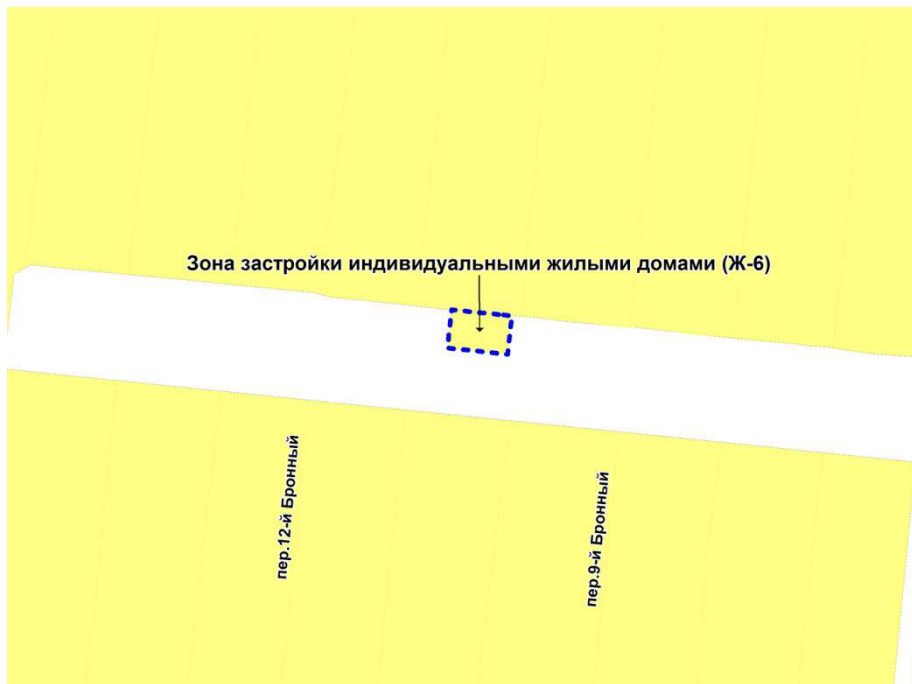 Зона застройки индивидуальными жилыми домами (Ж-6)
пер.12-й Бронный
пер.9-й Бронный